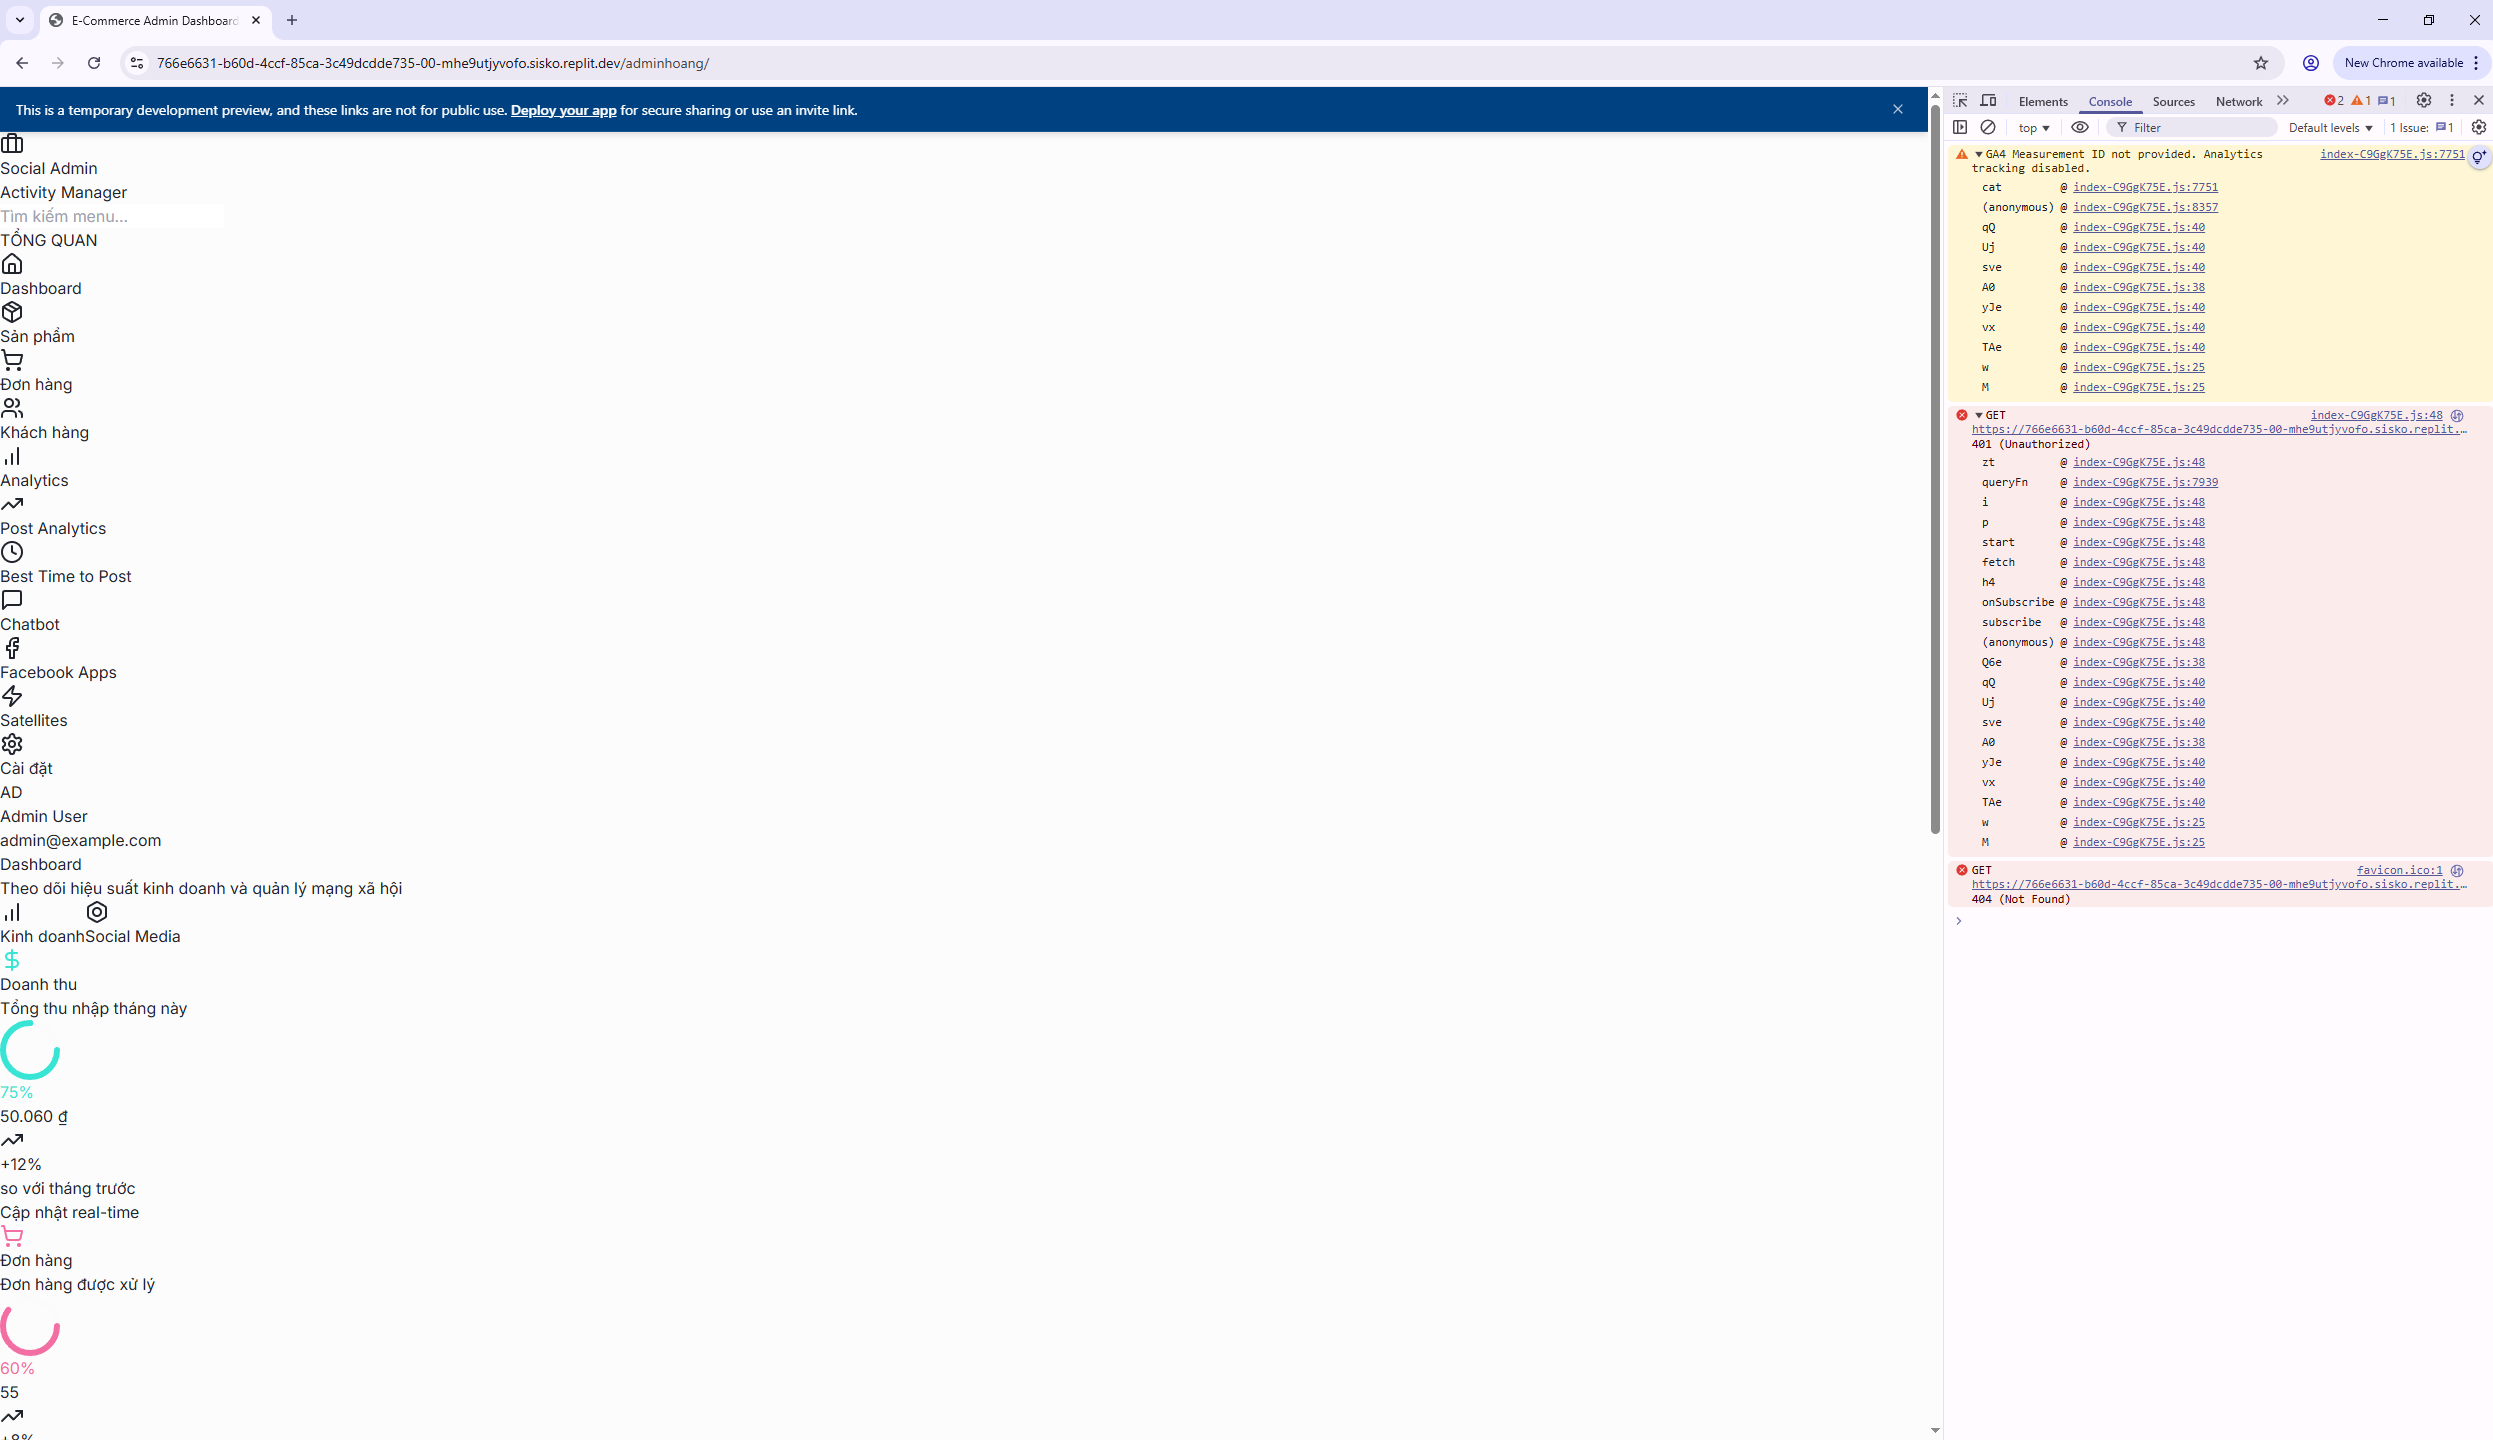 E-Commerce Admin Dashboard
New Chrome available
766e6631-b60d-4ccf-85ca-3c49dcdde735-00-mhe9utjyvofo.sisko.replit.dev/adminhoang/
This is a temporary development preview, and these links are not for public use. Deploy your app for secure sharing or use an invite link.
Social Admin
Activity Manager
Tìm kiếm menu...
TỔNG QUAN
Dashboard
Sản phẩm
Đơn hàng
Khách hàng
Analytics
Post Analytics
Best Time to Post
Chatbot
Facebook Apps
Satellites
Cài đặt
AD
Admin User
admin@example.com
Dashboard
Theo dõi hiệu suất kinh doanh và quản lý mạng xã hội
Kinh doanhSocial Media
Doanh thu
Tổng thu nhập tháng này
75%
50.060 ₫
+12%
so với tháng trước
Cập nhật real-time
Đơn hàng
Đơn hàng được xử lý
60%
55
+8%
Elements Console Sources Network 2 1 1
top Filter Default levels 1 Issue: 1
GA4 Measurement ID not provided. Analytics index-C9GgK75E.js:7751
tracking disabled.
cat @ index-C9GgK75E.js:7751
(anonymous) @ index-C9GgK75E.js:8357
qQ @ index-C9GgK75E.js:40
Uj @ index-C9GgK75E.js:40
sve @ index-C9GgK75E.js:40
A0 @ index-C9GgK75E.js:38
yJe @ index-C9GgK75E.js:40
vx @ index-C9GgK75E.js:40
TAe @ index-C9GgK75E.js:40
w @ index-C9GgK75E.js:25
M @ index-C9GgK75E.js:25
GET index-C9GgK75E.js:48
https://766e6631-b60d-4ccf-85ca-3c49dcdde735-00-mhe9utjyvofo.sisko.replit.…
401 (Unauthorized)
zt @ index-C9GgK75E.js:48
queryFn @ index-C9GgK75E.js:7939
i @ index-C9GgK75E.js:48
p @ index-C9GgK75E.js:48
start @ index-C9GgK75E.js:48
fetch @ index-C9GgK75E.js:48
h4 @ index-C9GgK75E.js:48
onSubscribe @ index-C9GgK75E.js:48
subscribe @ index-C9GgK75E.js:48
(anonymous) @ index-C9GgK75E.js:48
Q6e @ index-C9GgK75E.js:38
qQ @ index-C9GgK75E.js:40
Uj @ index-C9GgK75E.js:40
sve @ index-C9GgK75E.js:40
A0 @ index-C9GgK75E.js:38
yJe @ index-C9GgK75E.js:40
vx @ index-C9GgK75E.js:40
TAe @ index-C9GgK75E.js:40
w @ index-C9GgK75E.js:25
M @ index-C9GgK75E.js:25
GET favicon.ico:1
https://766e6631-b60d-4ccf-85ca-3c49dcdde735-00-mhe9utjyvofo.sisko.replit.…
404 (Not Found)